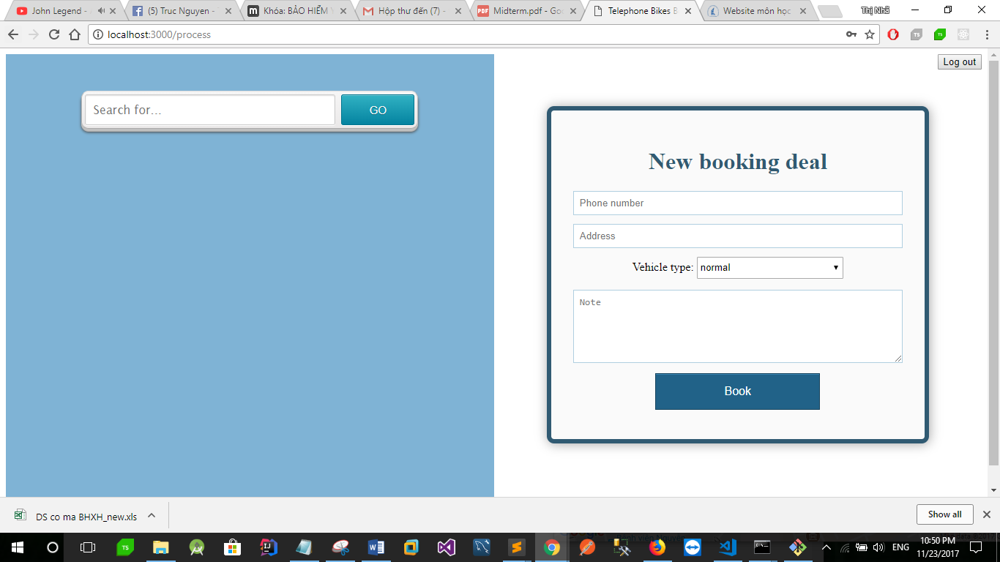 John Legend -
(5) Truc Nguyen -
Khóa: BẢO HIỂM
Hộp thư đến (7) -
Midterm.pdf - Go
Telephone Bikes B
Website môn học
Thị Nhã
localhost:3000/process
Log out
Search for...
GO
New booking deal
Phone number
Address
Vehicle type: normal
Note
Book
DS co ma BHXH_new.xls
Show all
ENG
10:50 PM
11/23/2017